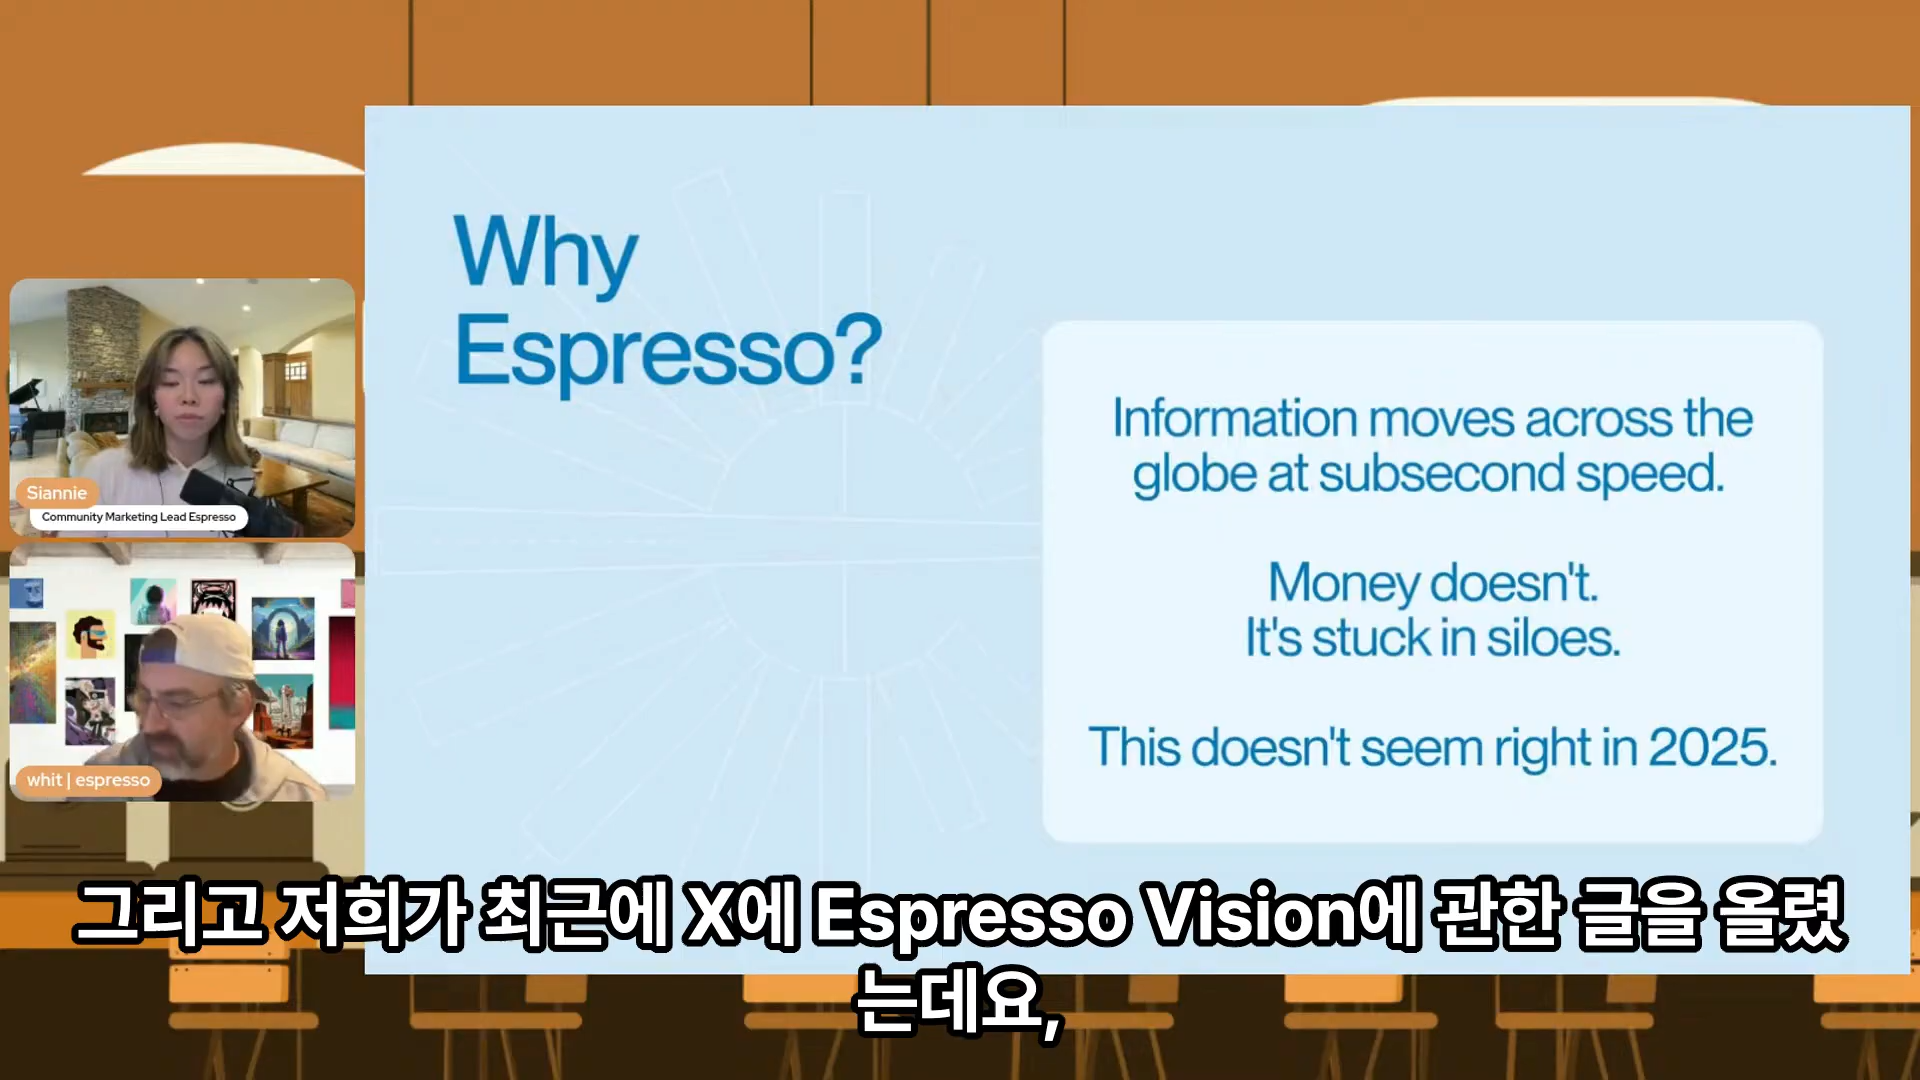 Why
Espresso?
Information moves across the
globe at subsecond speed.
Money doesn't.
It's stuck in siloes.
This doesn't seem right in 2025.
Siannie
Community Marketing Lead Espresso
whit | espresso
그리고 저희가 최근에 X에 Espresso Vision에 관한 글을 올렸
는데요,